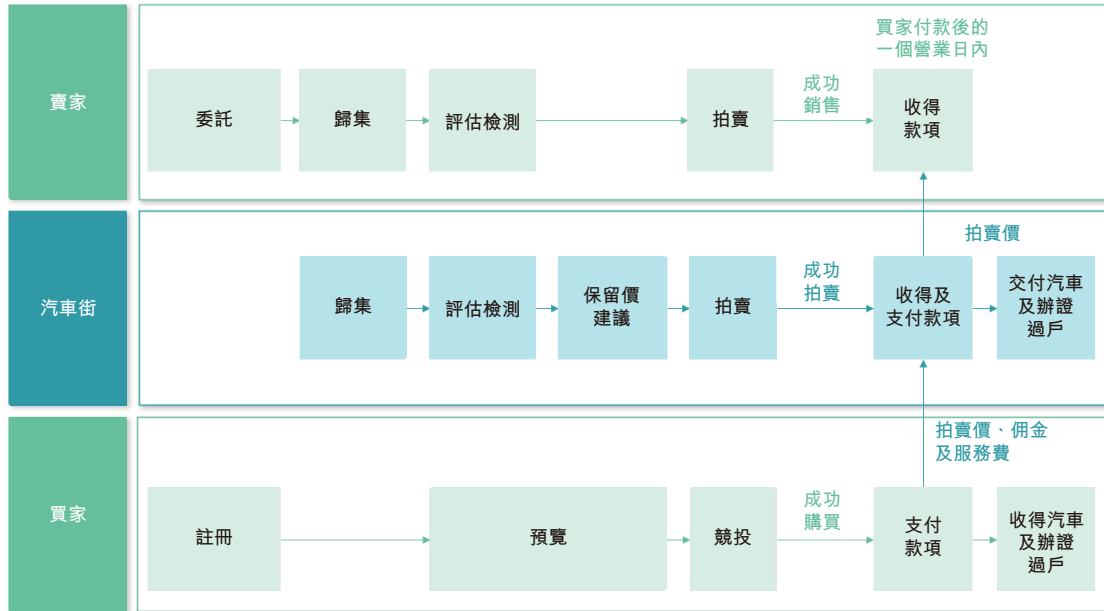 買家付款後的
一個營業日內
賣家
委託
歸集
評估檢測
拍賣
成功
銷售
收得
款項
拍賣價
汽車街
歸集
評估檢測
保留價
建議
拍賣
成功
拍賣
收得及
支付款項
交付汽車
及辦證
過戶
拍賣價、佣金
及服務費
買家
註冊
預覽
競投
成功
購買
支付
款項
收得汽車
及辦證
過戶